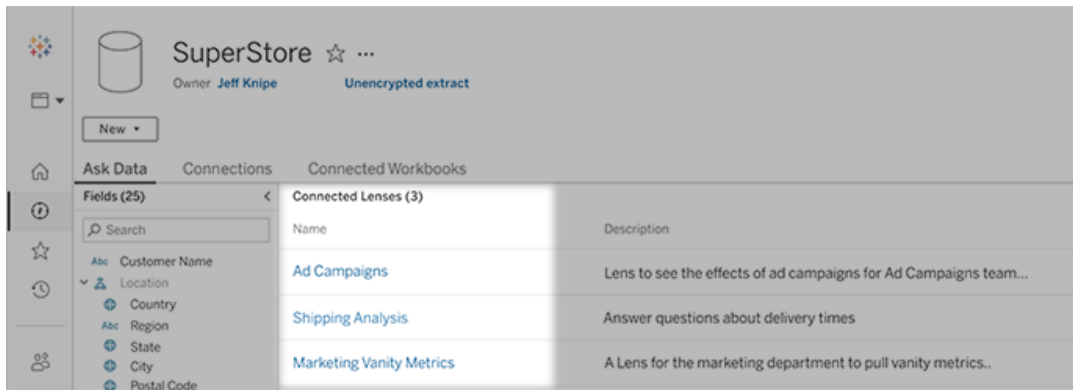 SuperStore ☆ ...
Owner Jeff Knipe Unencrypted extract
New
Ask Data Connections Connected Workbooks
Fields (25)
Search
Abc Customer Name
Location
Country
Abc Region
State
City
Postal Code
Connected Lenses (3)
Name Description
Ad Campaigns Lens to see the effects of ad campaigns for Ad Campaigns team...
Shipping Analysis Answer questions about delivery times
Marketing Vanity Metrics A Lens for the marketing department to pull vanity metrics..